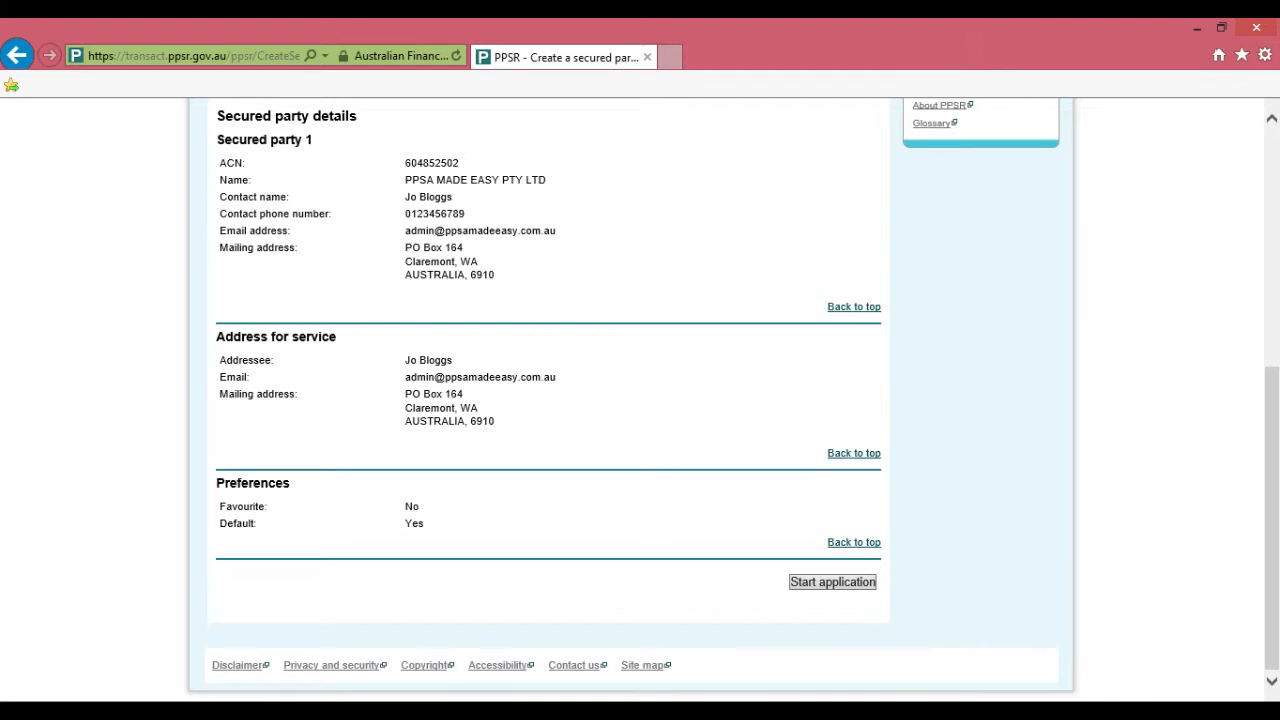 https://transact.ppsr.gov.au/ppsr/CreateSe
Australian Financ...
PPSR - Create a secured par...
About PPSR
Glossary
Secured party details
Secured party 1
ACN: 604852502
Name: PPSA MADE EASY PTY LTD
Contact name: Jo Bloggs
Contact phone number: 0123456789
Email address: admin@ppsamadeeasy.com.au
Mailing address: PO Box 164
Claremont, WA
AUSTRALIA, 6910
Back to top
Address for service
Addressee: Jo Bloggs
Email: admin@ppsamadeeasy.com.au
Mailing address: PO Box 164
Claremont, WA
AUSTRALIA, 6910
Back to top
Preferences
Favourite: No
Default: Yes
Back to top
Start application
Disclaimer Privacy and security Copyright Accessibility Contact us Site map